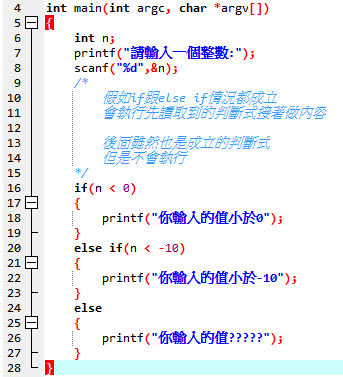 4 int main(int argc, char *argv[])
5 {
6 int n;
7 printf("請輸入一個整數:");
8 scanf("%d",&n);
9 /*
10 假如if跟else if情況都成立
11 會執行先讀取到的判斷式接著做內容
12
13 後面雖然也是成立的判斷式
14 但是不會執行
15 */
16 if(n < 0)
17 {
18 printf("你輸入的值小於0");
19 }
20 else if(n < -10)
21 {
22 printf("你輸入的值小於-10");
23 }
24 else
25 {
26 printf("你輸入的值?????");
27 }
28 }